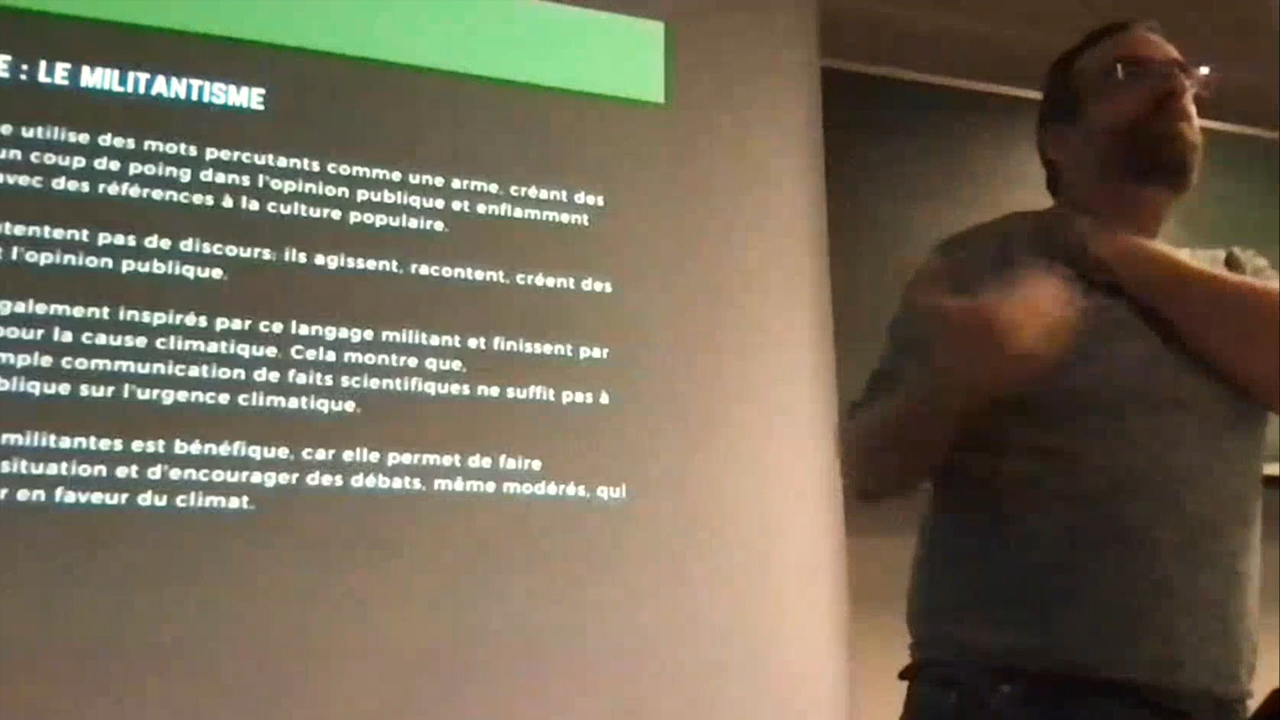 E : LE MILITANTISME
e utilise des mots percutants comme une arme, créant des
un coup de poing dans l'opinion publique et enflamment
avec des références à la culture populaire.
ntentent pas de discours; ils agissent, racontent, créent des
t l'opinion publique.
galement inspirés par ce langage militant et finissent par
pour la cause climatique. Cela montre que,
mple communication de faits scientifiques ne suffit pas à
blique sur l'urgence climatique.
militantes est bénéfique, car elle permet de faire
situation et d'encourager des débats, même modérés, qui
r en faveur du climat.